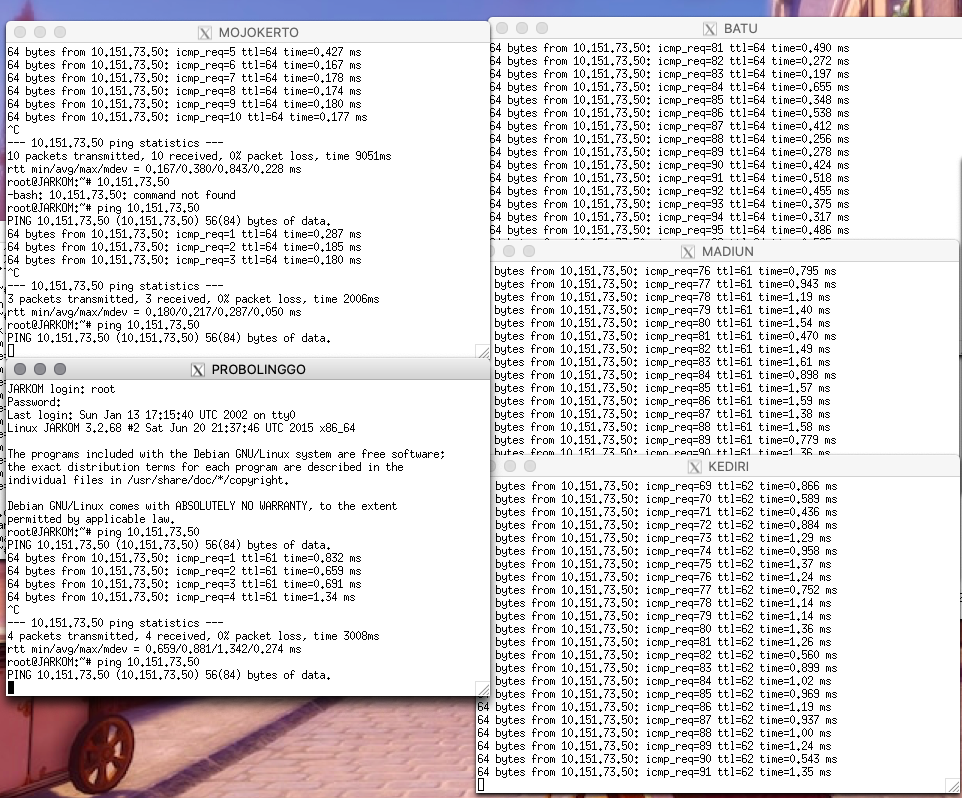 MOJOKERTO
64 bytes from 10.151.73.50: icmp_req=5 ttl=64 time=0.427 ms
64 bytes from 10.151.73.50: icmp_req=6 ttl=64 time=0.167 ms
64 bytes from 10.151.73.50: icmp_req=7 ttl=64 time=0.178 ms
64 bytes from 10.151.73.50: icmp_req=8 ttl=64 time=0.174 ms
64 bytes from 10.151.73.50: icmp_req=9 ttl=64 time=0.180 ms
64 bytes from 10.151.73.50: icmp_req=10 ttl=64 time=0.177 ms
^C
--- 10.151.73.50 ping statistics ---
10 packets transmitted, 10 received, 0% packet loss, time 9051ms
rtt min/avg/max/mdev = 0.167/0.380/0.843/0.228 ms
root@JARKOM:~# 10.151.73.50
-bash: 10.151.73.50: command not found
root@JARKOM:~# ping 10.151.73.50
PING 10.151.73.50 (10.151.73.50) 56(84) bytes of data.
64 bytes from 10.151.73.50: icmp_req=1 ttl=64 time=0.287 ms
64 bytes from 10.151.73.50: icmp_req=2 ttl=64 time=0.185 ms
64 bytes from 10.151.73.50: icmp_req=3 ttl=64 time=0.180 ms
^C
--- 10.151.73.50 ping statistics ---
3 packets transmitted, 3 received, 0% packet loss, time 2006ms
rtt min/avg/max/mdev = 0.180/0.217/0.287/0.050 ms
root@JARKOM:~# ping 10.151.73.50
PING 10.151.73.50 (10.151.73.50) 56(84) bytes of data.
PROBOLINGGO
JARKOM login: root
Password:
Last login: Sun Jan 13 17:15:40 UTC 2002 on tty0
Linux JARKOM 3.2.68 #2 Sat Jun 20 21:37:46 UTC 2015 x86_64
The programs included with the Debian GNU/Linux system are free software;
the exact distribution terms for each program are described in the
individual files in /usr/share/doc/*/copyright.
Debian GNU/Linux comes with ABSOLUTELY NO WARRANTY, to the extent
permitted by applicable law.
root@JARKOM:~# ping 10.151.73.50
PING 10.151.73.50 (10.151.73.50) 56(84) bytes of data.
64 bytes from 10.151.73.50: icmp_req=1 ttl=61 time=0.832 ms
64 bytes from 10.151.73.50: icmp_req=2 ttl=61 time=0.659 ms
64 bytes from 10.151.73.50: icmp_req=3 ttl=61 time=0.691 ms
64 bytes from 10.151.73.50: icmp_req=4 ttl=61 time=1.34 ms
^C
--- 10.151.73.50 ping statistics ---
4 packets transmitted, 4 received, 0% packet loss, time 3008ms
rtt min/avg/max/mdev = 0.659/0.881/1.342/0.274 ms
root@JARKOM:~# ping 10.151.73.50
PING 10.151.73.50 (10.151.73.50) 56(84) bytes of data.
BATU
64 bytes from 10.151.73.50: icmp_req=81 ttl=64 time=0.490 ms
64 bytes from 10.151.73.50: icmp_req=82 ttl=64 time=0.272 ms
64 bytes from 10.151.73.50: icmp_req=83 ttl=64 time=0.197 ms
64 bytes from 10.151.73.50: icmp_req=84 ttl=64 time=0.655 ms
64 bytes from 10.151.73.50: icmp_req=85 ttl=64 time=0.348 ms
64 bytes from 10.151.73.50: icmp_req=86 ttl=64 time=0.538 ms
64 bytes from 10.151.73.50: icmp_req=87 ttl=64 time=0.412 ms
64 bytes from 10.151.73.50: icmp_req=88 ttl=64 time=0.256 ms
64 bytes from 10.151.73.50: icmp_req=89 ttl=64 time=0.278 ms
64 bytes from 10.151.73.50: icmp_req=90 ttl=64 time=0.424 ms
64 bytes from 10.151.73.50: icmp_req=91 ttl=64 time=0.518 ms
64 bytes from 10.151.73.50: icmp_req=92 ttl=64 time=0.455 ms
64 bytes from 10.151.73.50: icmp_req=93 ttl=64 time=0.375 ms
64 bytes from 10.151.73.50: icmp_req=94 ttl=64 time=0.317 ms
64 bytes from 10.151.73.50: icmp_req=95 ttl=64 time=0.486 ms
MADIUN
bytes from 10.151.73.50: icmp_req=76 ttl=61 time=0.795 ms
bytes from 10.151.73.50: icmp_req=77 ttl=61 time=0.943 ms
bytes from 10.151.73.50: icmp_req=78 ttl=61 time=1.19 ms
bytes from 10.151.73.50: icmp_req=79 ttl=61 time=1.40 ms
bytes from 10.151.73.50: icmp_req=80 ttl=61 time=1.54 ms
bytes from 10.151.73.50: icmp_req=81 ttl=61 time=0.470 ms
bytes from 10.151.73.50: icmp_req=82 ttl=61 time=1.49 ms
bytes from 10.151.73.50: icmp_req=83 ttl=61 time=1.61 ms
bytes from 10.151.73.50: icmp_req=84 ttl=61 time=0.898 ms
bytes from 10.151.73.50: icmp_req=85 ttl=61 time=1.57 ms
bytes from 10.151.73.50: icmp_req=86 ttl=61 time=1.59 ms
bytes from 10.151.73.50: icmp_req=87 ttl=61 time=1.38 ms
bytes from 10.151.73.50: icmp_req=88 ttl=61 time=1.58 ms
bytes from 10.151.73.50: icmp_req=89 ttl=61 time=0.779 ms
bytes from 10.151.73.50: icmp_req=90 ttl=61 time=1.36 ms
KEDIRI
bytes from 10.151.73.50: icmp_req=69 ttl=62 time=0.866 ms
bytes from 10.151.73.50: icmp_req=70 ttl=62 time=0.589 ms
bytes from 10.151.73.50: icmp_req=71 ttl=62 time=0.436 ms
bytes from 10.151.73.50: icmp_req=72 ttl=62 time=0.884 ms
bytes from 10.151.73.50: icmp_req=73 ttl=62 time=1.29 ms
bytes from 10.151.73.50: icmp_req=74 ttl=62 time=0.958 ms
bytes from 10.151.73.50: icmp_req=75 ttl=62 time=1.37 ms
bytes from 10.151.73.50: icmp_req=76 ttl=62 time=1.24 ms
bytes from 10.151.73.50: icmp_req=77 ttl=62 time=0.752 ms
bytes from 10.151.73.50: icmp_req=78 ttl=62 time=1.14 ms
bytes from 10.151.73.50: icmp_req=79 ttl=62 time=1.14 ms
bytes from 10.151.73.50: icmp_req=80 ttl=62 time=1.36 ms
bytes from 10.151.73.50: icmp_req=81 ttl=62 time=1.26 ms
bytes from 10.151.73.50: icmp_req=82 ttl=62 time=0.560 ms
bytes from 10.151.73.50: icmp_req=83 ttl=62 time=0.899 ms
bytes from 10.151.73.50: icmp_req=84 ttl=62 time=1.02 ms
bytes from 10.151.73.50: icmp_req=85 ttl=62 time=0.969 ms
64 bytes from 10.151.73.50: icmp_req=86 ttl=62 time=1.19 ms
64 bytes from 10.151.73.50: icmp_req=87 ttl=62 time=0.937 ms
64 bytes from 10.151.73.50: icmp_req=88 ttl=62 time=1.00 ms
64 bytes from 10.151.73.50: icmp_req=89 ttl=62 time=1.24 ms
64 bytes from 10.151.73.50: icmp_req=90 ttl=62 time=0.543 ms
64 bytes from 10.151.73.50: icmp_req=91 ttl=62 time=1.35 ms